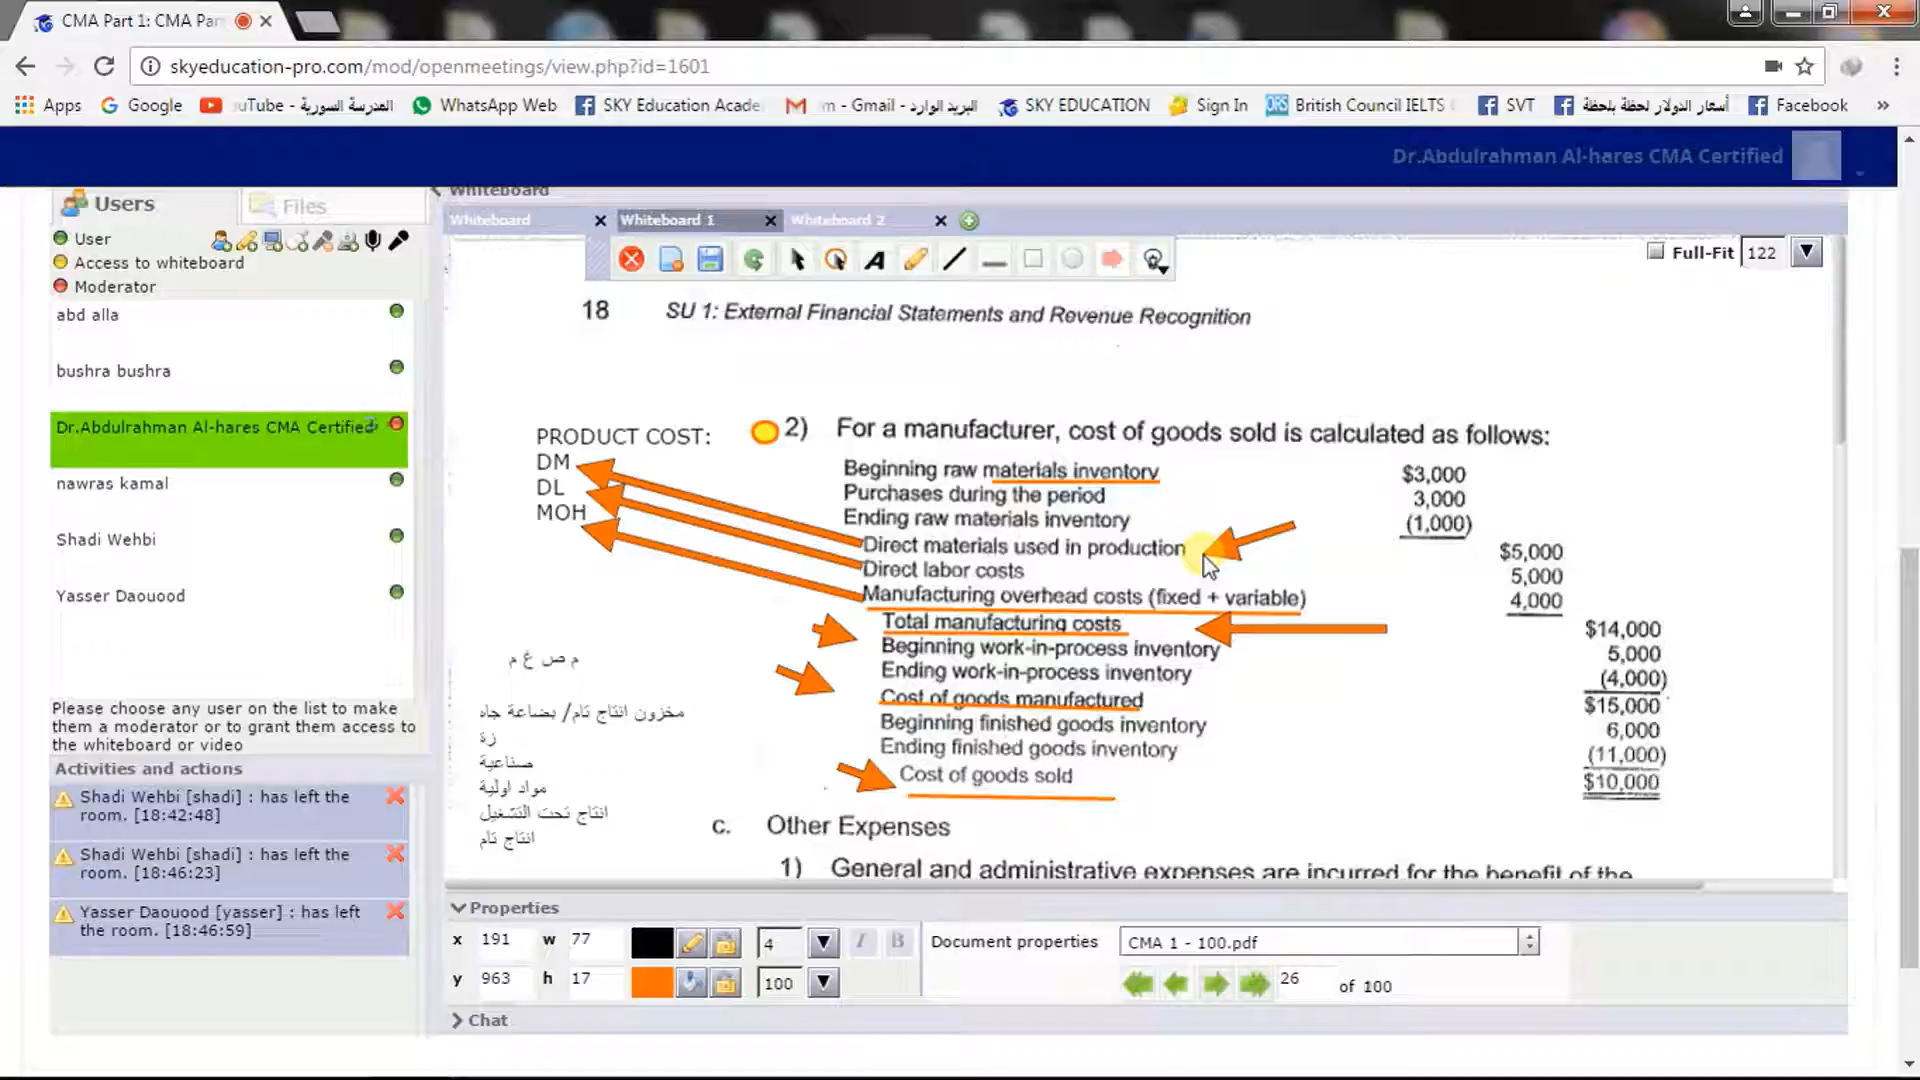 CMA Part 1: CMA Par
skyeducation-pro.com/mod/openmeetings/view.php?id=1601
Apps
Google
uTube - المدرسة السورية
WhatsApp Web
SKY Education Acade
m - Gmail - البريد الوارد
SKY EDUCATION
Sign In
British Council IELTS
SVT
أسعار الدولار لحظة بلحظة
Facebook
Dr.Abdulrahman Al-hares CMA Certified
Users
Files
User
Access to whiteboard
Moderator
abd alla
bushra bushra
Dr.Abdulrahman Al-hares CMA Certified
nawras kamal
Shadi Wehbi
Yasser Daouood
Please choose any user on the list to make
them a moderator or to grant them access to
the whiteboard or video
Activities and actions
Shadi Wehbi [shadi] : has left the
room. [18:42:48]
Shadi Wehbi [shadi] : has left the
room. [18:46:23]
Yasser Daouood [yasser] : has left
the room. [18:46:59]
Whiteboard
Whiteboard
Whiteboard 1
Whiteboard 2
Full-Fit 122
18 SU 1: External Financial Statements and Revenue Recognition
PRODUCT COST:
DM
DL
MOH
م ص غ م
مخزون انتاج تام/ بضاعة جاه
زة
صناعية
مواد اولية
انتاج تحت التشغيل
انتاج تام
2) For a manufacturer, cost of goods sold is calculated as follows:
Beginning raw materials inventory $3,000
Purchases during the period 3,000
Ending raw materials inventory (1,000)
Direct materials used in production $5,000
Direct labor costs 5,000
Manufacturing overhead costs (fixed + variable) 4,000
Total manufacturing costs $14,000
Beginning work-in-process inventory 5,000
Ending work-in-process inventory (4,000)
Cost of goods manufactured $15,000
Beginning finished goods inventory 6,000
Ending finished goods inventory (11,000)
Cost of goods sold $10,000
c. Other Expenses
1) General and administrative expenses are incurred for the benefit of the
Properties
x 191 w 77 4 I B Document properties CMA 1 - 100.pdf
y 963 h 17 100 26 of 100
Chat